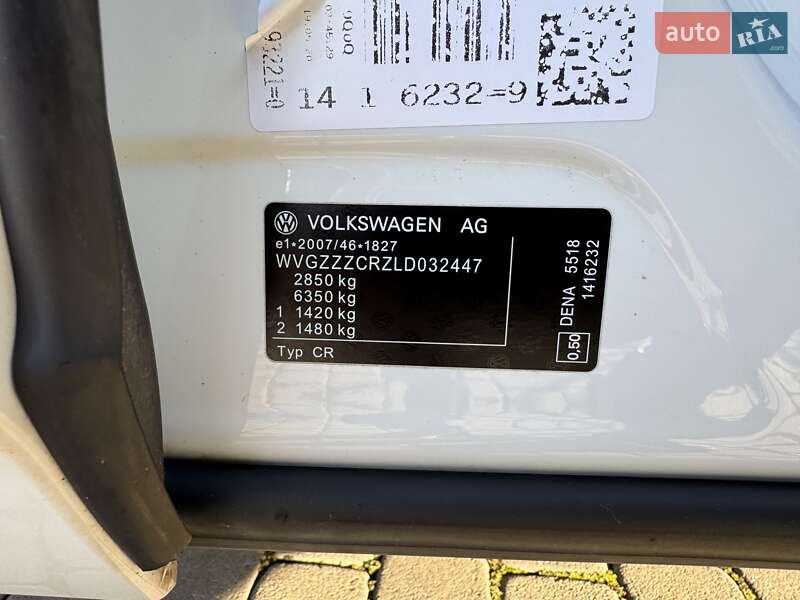 auto RIA
.com
14 1 6232=9
VOLKSWAGEN AG
e1*2007/46*1827
WVGZZZCRZLD032447
2850 kg
6350 kg
1 1420 kg
2 1480 kg
Typ CR
0,50 DENA 5518
1416232